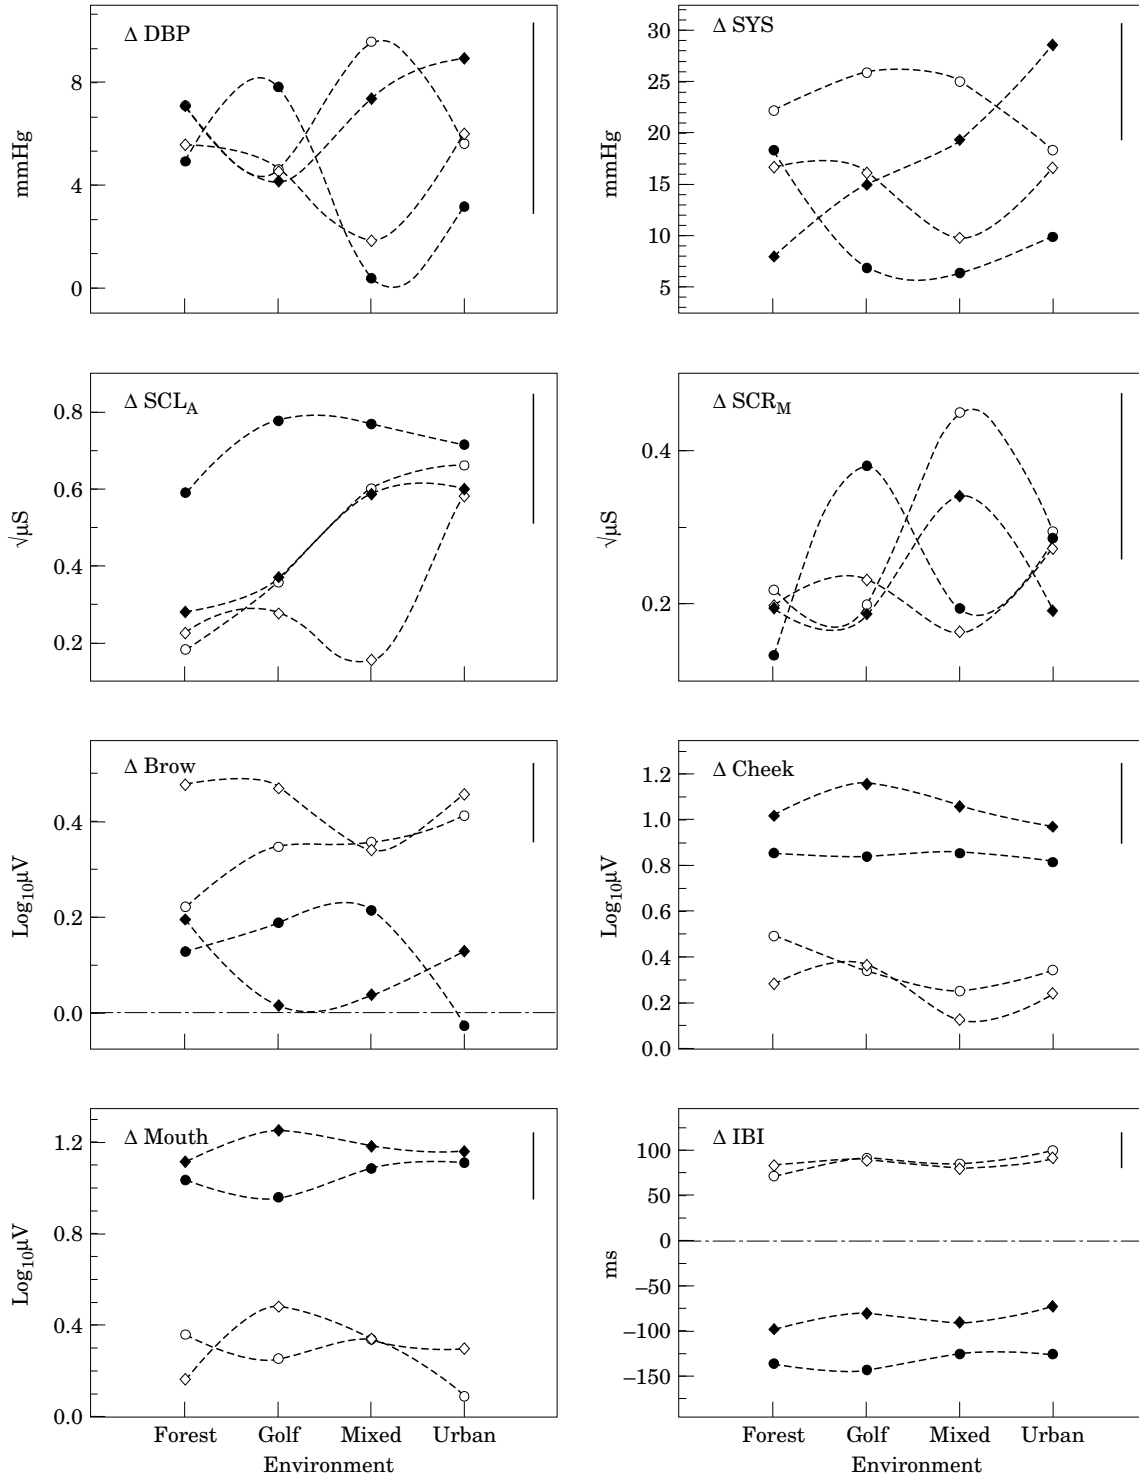 Δ DBP
8
4
0
mmHg
Δ SYS
30
25
20
15
10
5
mmHg
Δ SCL_A
0.8
0.6
0.4
0.2
√µS
Δ SCR_M
0.4
0.2
√µS
Δ Brow
0.4
0.2
0.0
Log₁₀µV
Δ Cheek
1.2
1.0
0.8
0.6
0.4
0.2
0.0
Log₁₀µV
Δ Mouth
1.2
0.8
0.4
0.0
Log₁₀µV
Forest Golf Mixed Urban
Environment
Δ IBI
100
50
0
−50
−100
−150
ms
Forest Golf Mixed Urban
Environment